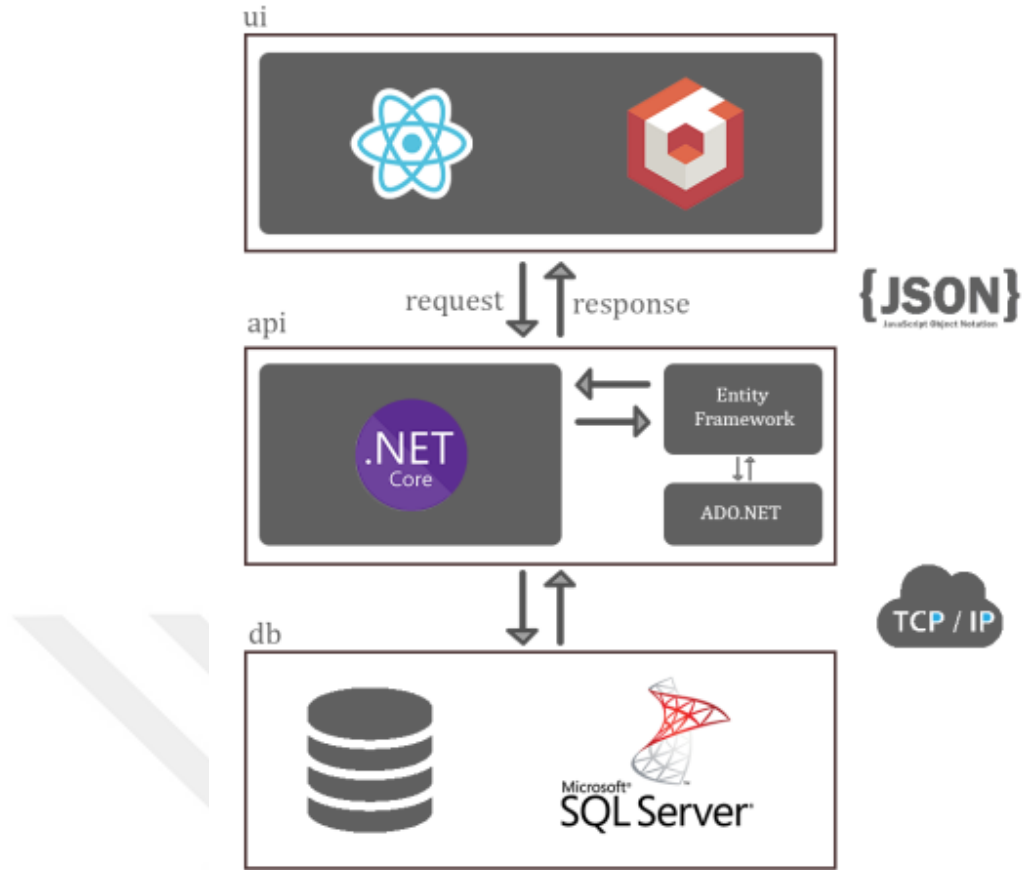 ui
request
response
{JSON}
JavaScript Object Notation
api
.NET
Core
Entity
Framework
ADO.NET
TCP / IP
db
Microsoft®
SQL Server®